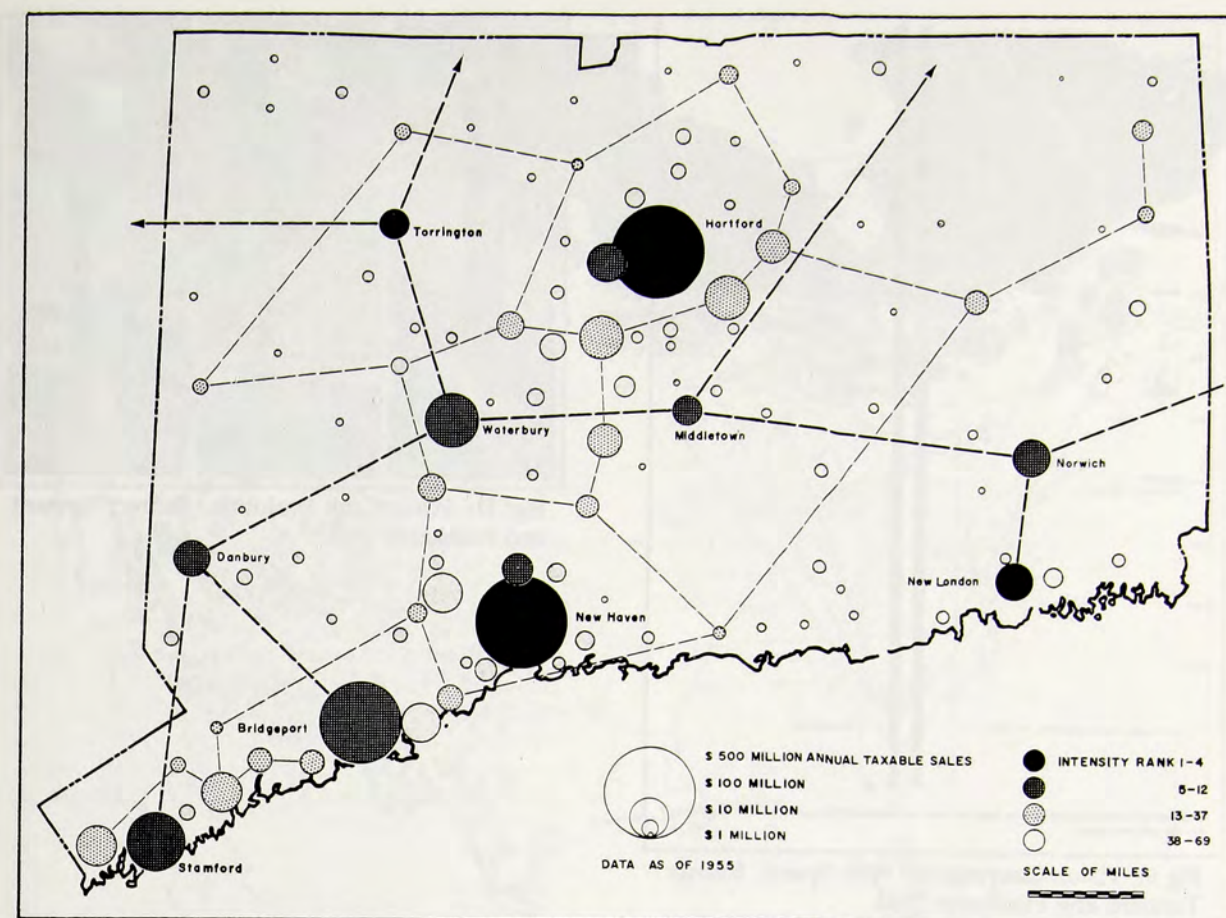 Torrington
Hartford
Waterbury
Middletown
Norwich
Danbury
New London
New Haven
Bridgeport
Stamford
$ 500 MILLION ANNUAL TAXABLE SALES
$ 100 MILLION
$ 10 MILLION
$ 1 MILLION
DATA AS OF 1955
INTENSITY RANK 1-4
5-12
13-37
38-69
SCALE OF MILES